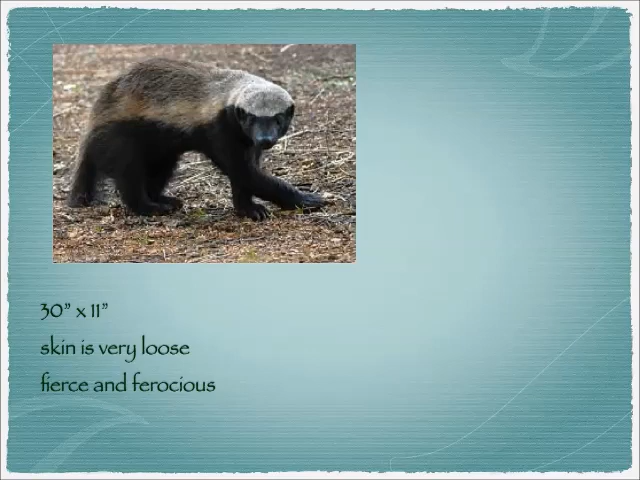 30” x 11”
skin is very loose
fierce and ferocious